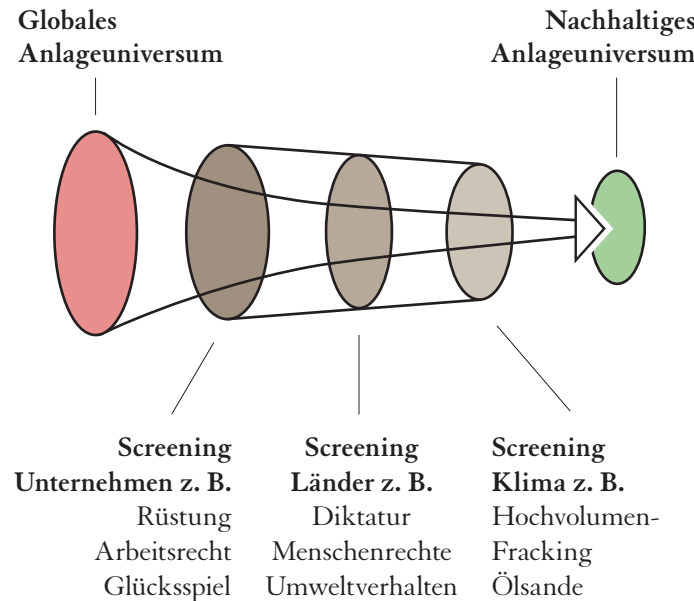 Globales
Anlageuniversum
Nachhaltiges
Anlageuniversum
Screening
Unternehmen z. B.
Rüstung
Arbeitsrecht
Glücksspiel
Screening
Länder z. B.
Diktatur
Menschenrechte
Umweltverhalten
Screening
Klima z. B.
Hochvolumen-
Fracking
Ölsande